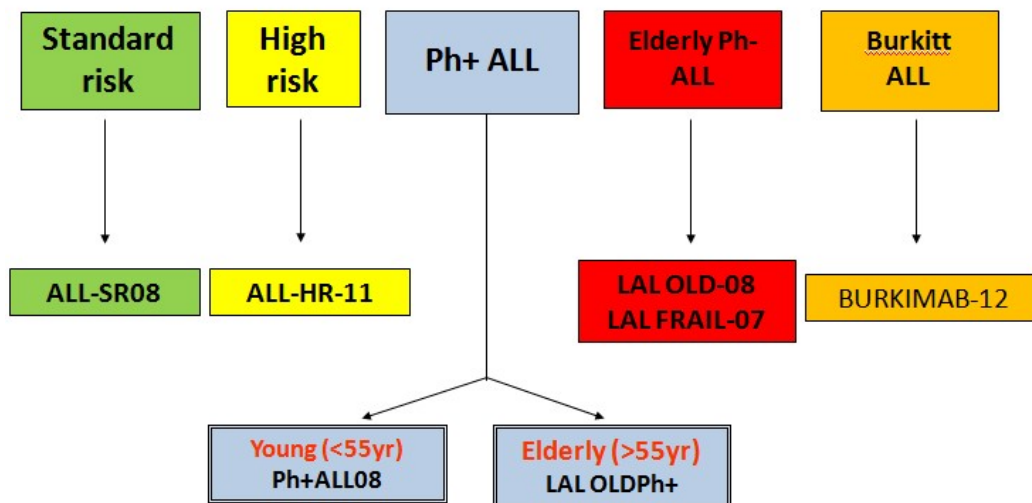 Standard
risk
High
risk
Ph+ ALL
Elderly Ph-
ALL
Burkitt
ALL
ALL-SR08
ALL-HR-11
LAL OLD-08
LAL FRAIL-07
BURKIMAB-12
Young (<55yr)
Ph+ALL08
Elderly (>55yr)
LAL OLDPh+